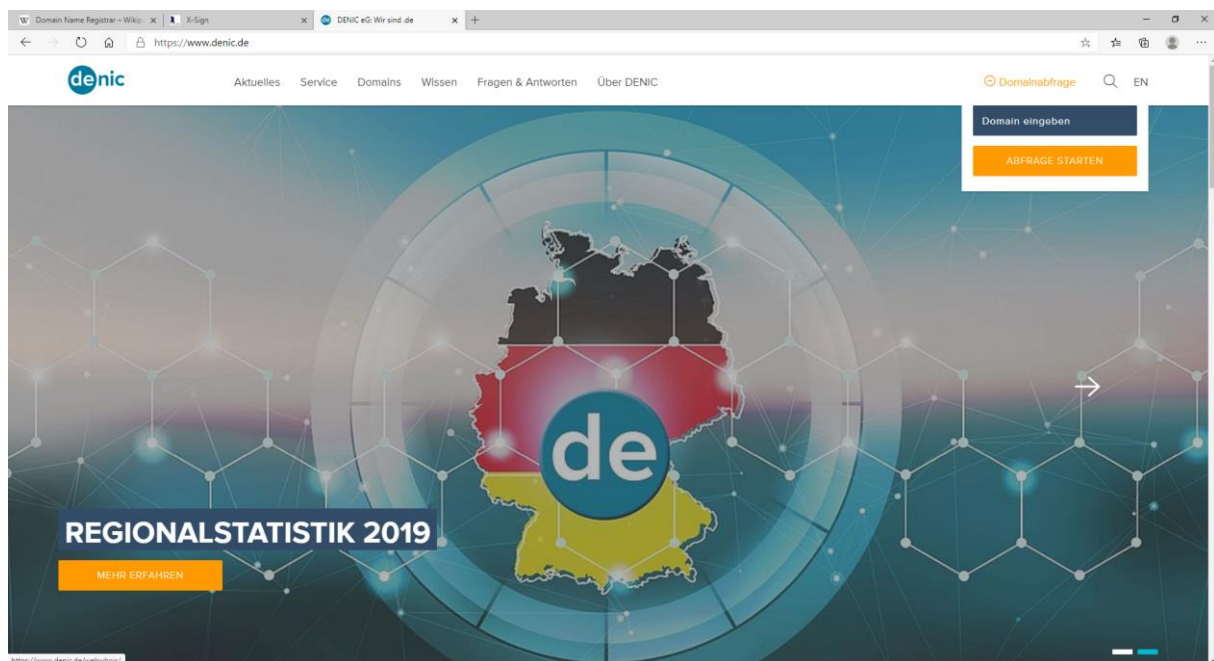 Domain Name Registrar – Wikip
X-Sign
DENIC eG: Wir sind .de
https://www.denic.de
denic
Aktuelles Service Domains Wissen Fragen & Antworten Über DENIC
Domainabfrage EN
Domain eingeben
ABFRAGE STARTEN
de
REGIONALSTATISTIK 2019
MEHR ERFAHREN